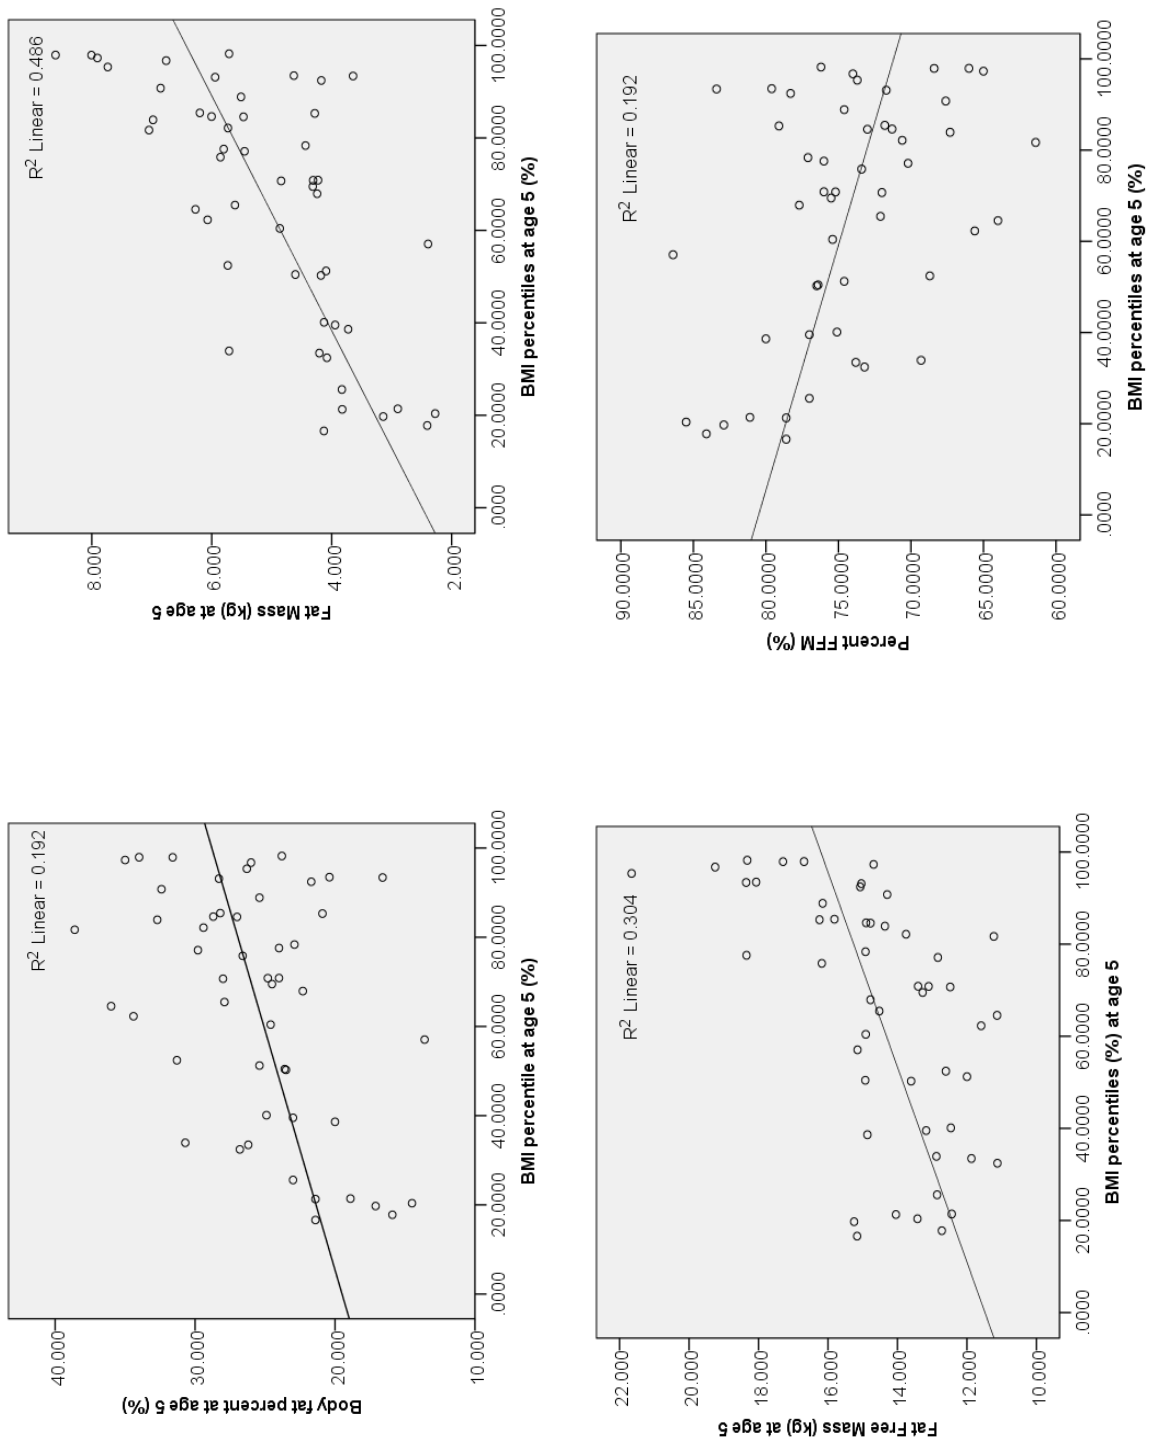 R2 Linear = 0.192
Body fat percent at age 5 (%)
40.000
30.000
20.000
10.000
.0000 20.0000 40.0000 60.0000 80.0000 100.0000
BMI percentile at age 5 (%)
R2 Linear = 0.486
Fat Mass (kg) at age 5
8.000
6.000
4.000
2.000
.0000 20.0000 40.0000 60.0000 80.0000 100.0000
BMI percentiles at age 5 (%)
R2 Linear = 0.304
Fat Free Mass (kg) at age 5
22.000
20.000
18.000
16.000
14.000
12.000
10.000
.0000 20.0000 40.0000 60.0000 80.0000 100.0000
BMI percentiles (%) at age 5
R2 Linear = 0.192
Percent FFM (%)
90.0000
85.0000
80.0000
75.0000
70.0000
65.0000
60.0000
.0000 20.0000 40.0000 60.0000 80.0000 100.0000
BMI percentiles at age 5 (%)